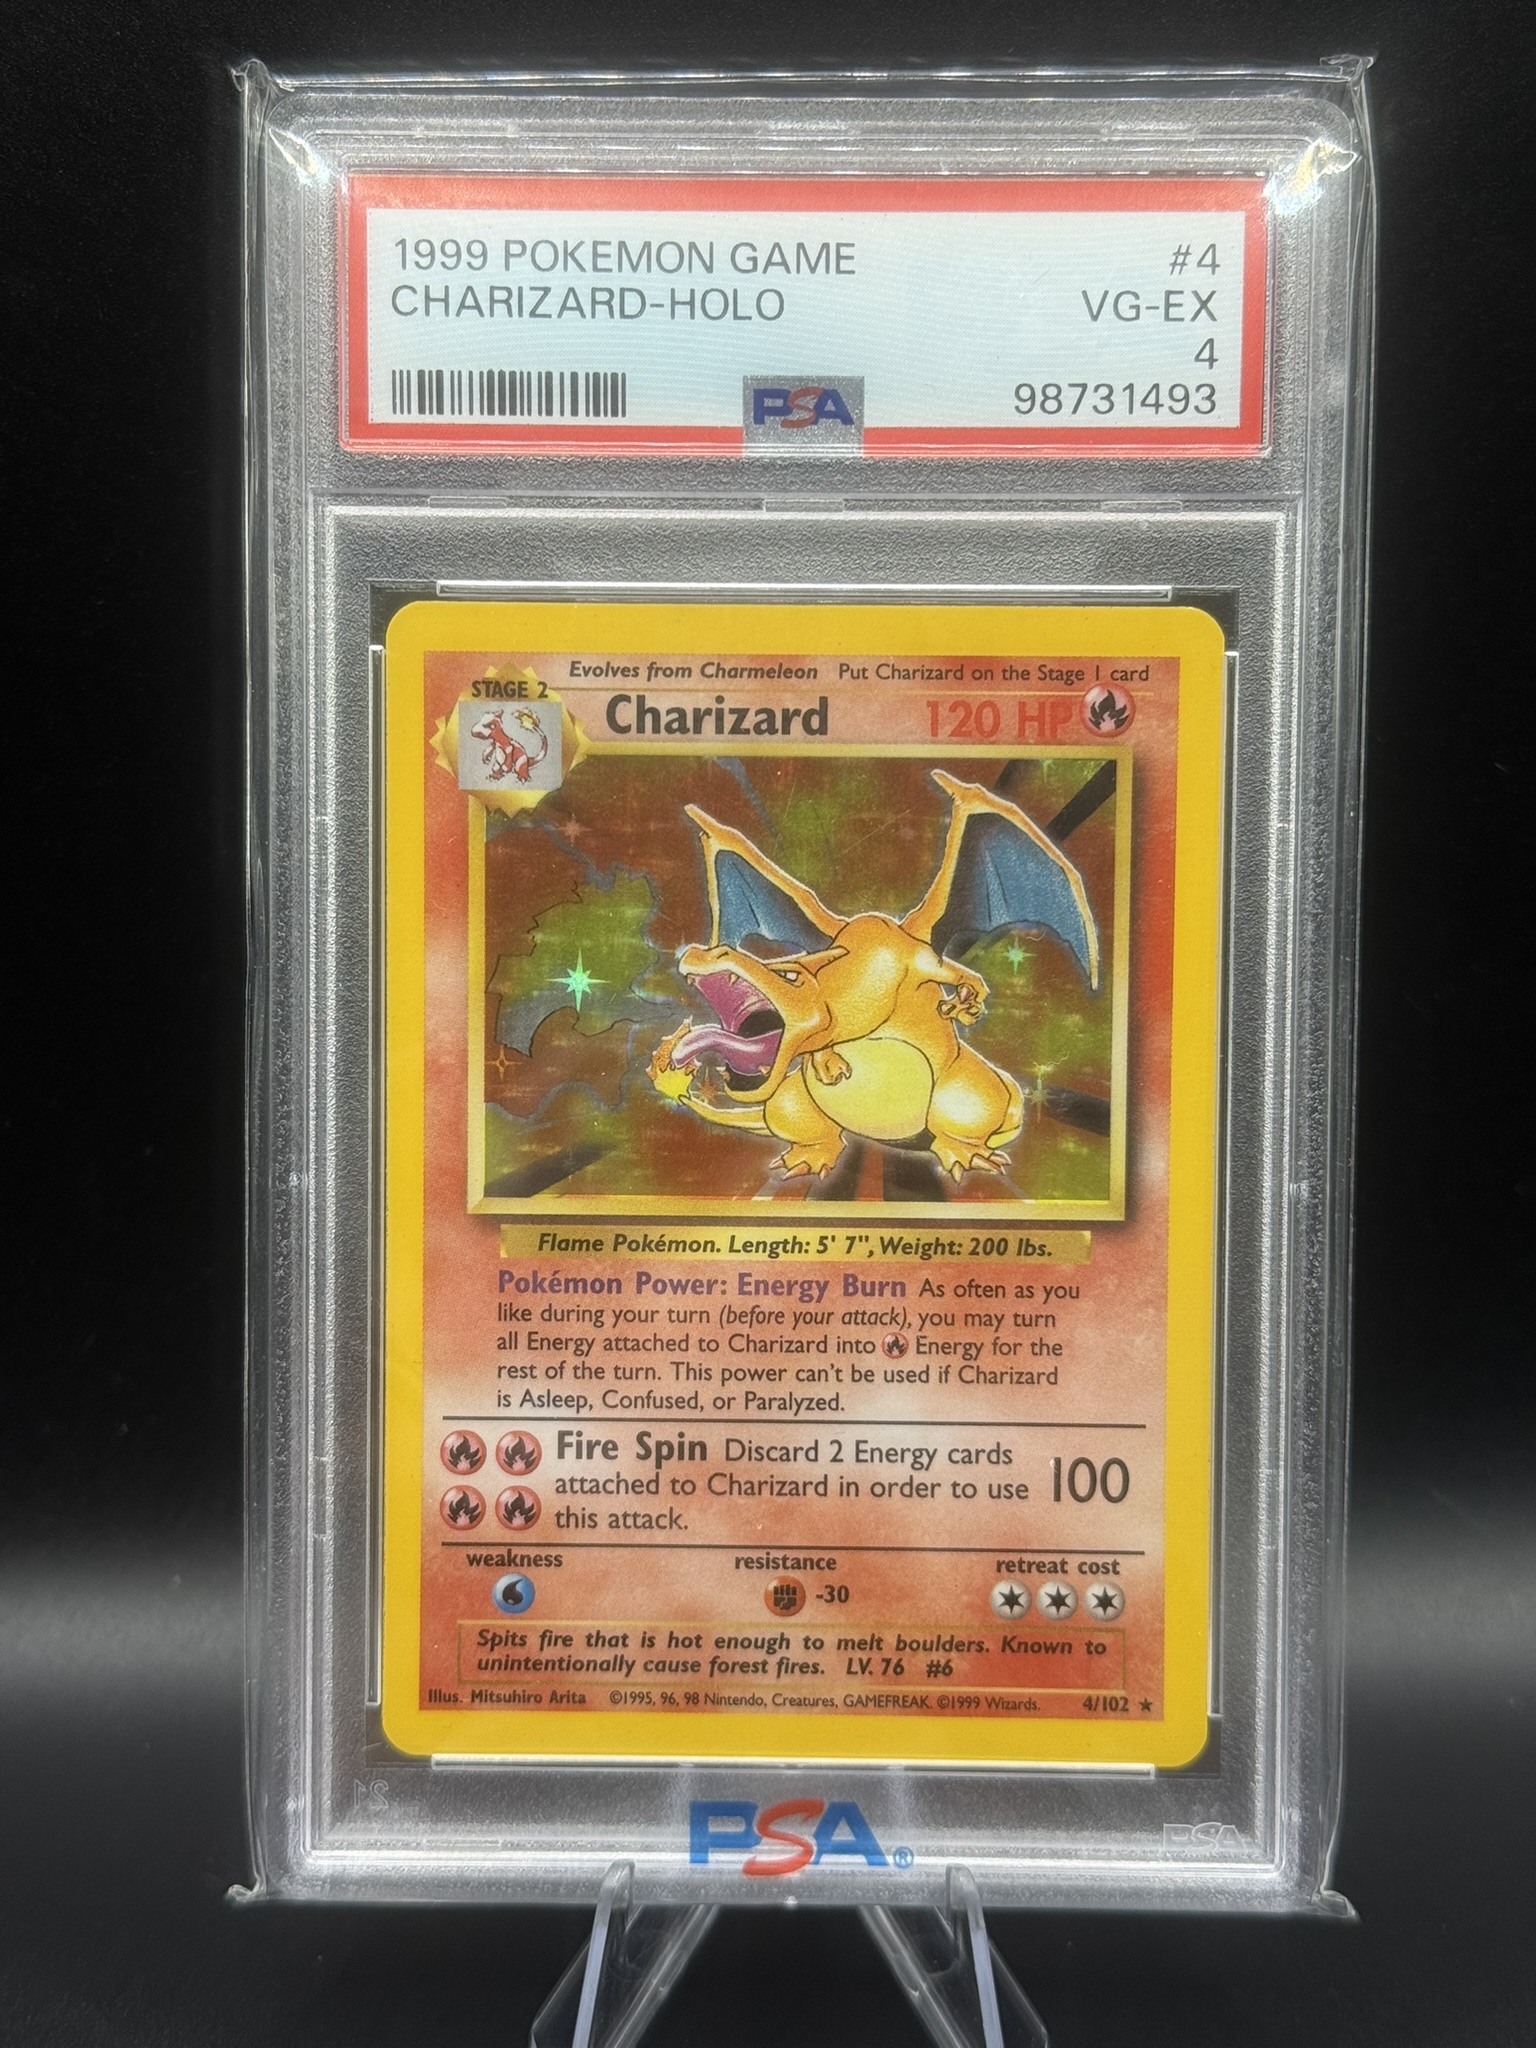 1999 POKEMON GAME #4
CHARIZARD-HOLO VG-EX
4
PSA 98731493
Evolves from Charmeleon Put Charizard on the Stage 1 card
STAGE 2
Charizard 120 HP
Flame Pokémon. Length: 5' 7", Weight: 200 lbs.
Pokémon Power: Energy Burn As often as you
like during your turn (before your attack), you may turn
all Energy attached to Charizard into Energy for the
rest of the turn. This power can't be used if Charizard
is Asleep, Confused, or Paralyzed.
Fire Spin Discard 2 Energy cards
attached to Charizard in order to use 100
this attack.
weakness resistance retreat cost
-30
Spits fire that is hot enough to melt boulders. Known to
unintentionally cause forest fires. LV. 76 #6
Illus. Mitsuhiro Arita ©1995, 96, 98 Nintendo, Creatures, GAMEFREAK. ©1999 Wizards. 4/102 ★
21
PSA
PSA®